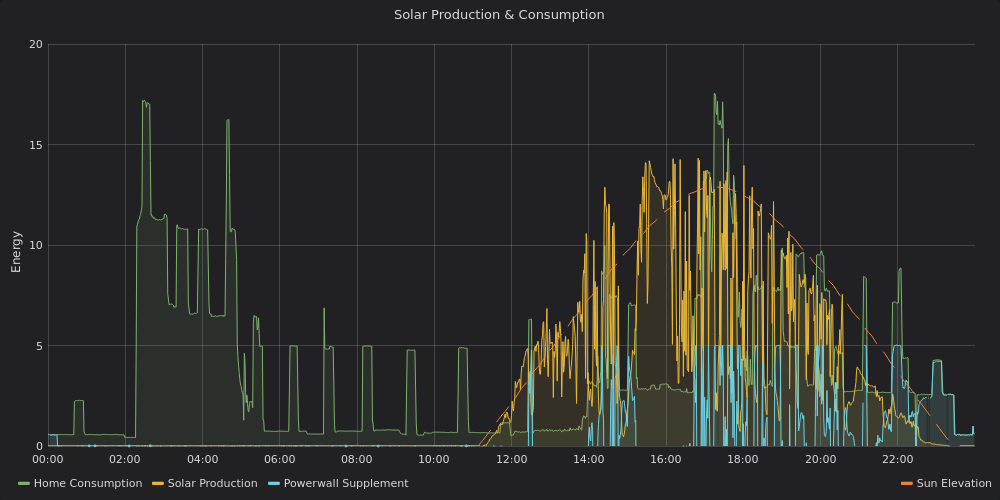 Solar Production & Consumption
20
15
10
5
0
Energy
00:00 02:00 04:00 06:00 08:00 10:00 12:00 14:00 16:00 18:00 20:00 22:00
Home Consumption Solar Production Powerwall Supplement Sun Elevation